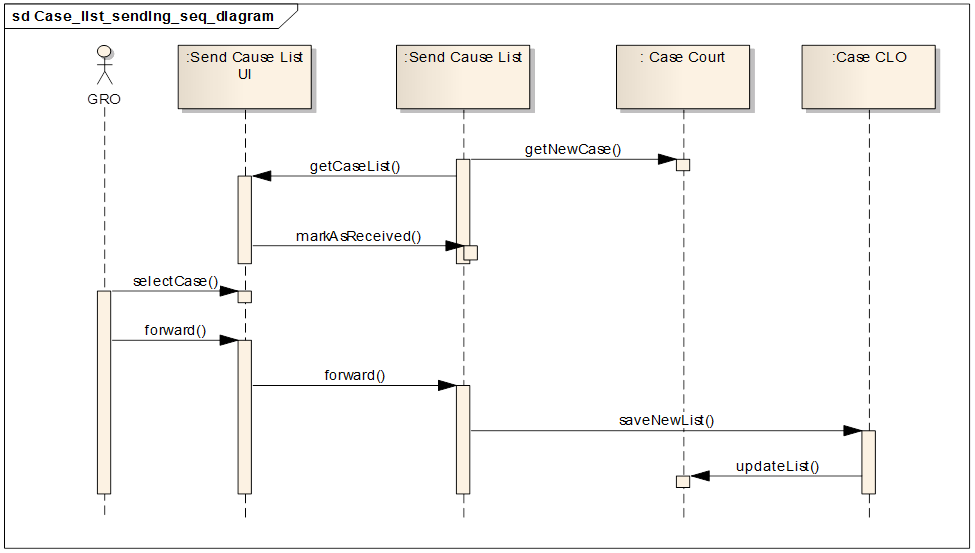 sd Case_list_sending_seq_diagram
GRO
:Send Cause List
UI
:Send Cause List
: Case Court
:Case CLO
getNewCase()
getCaseList()
markAsReceived()
selectCase()
forward()
forward()
saveNewList()
updateList()